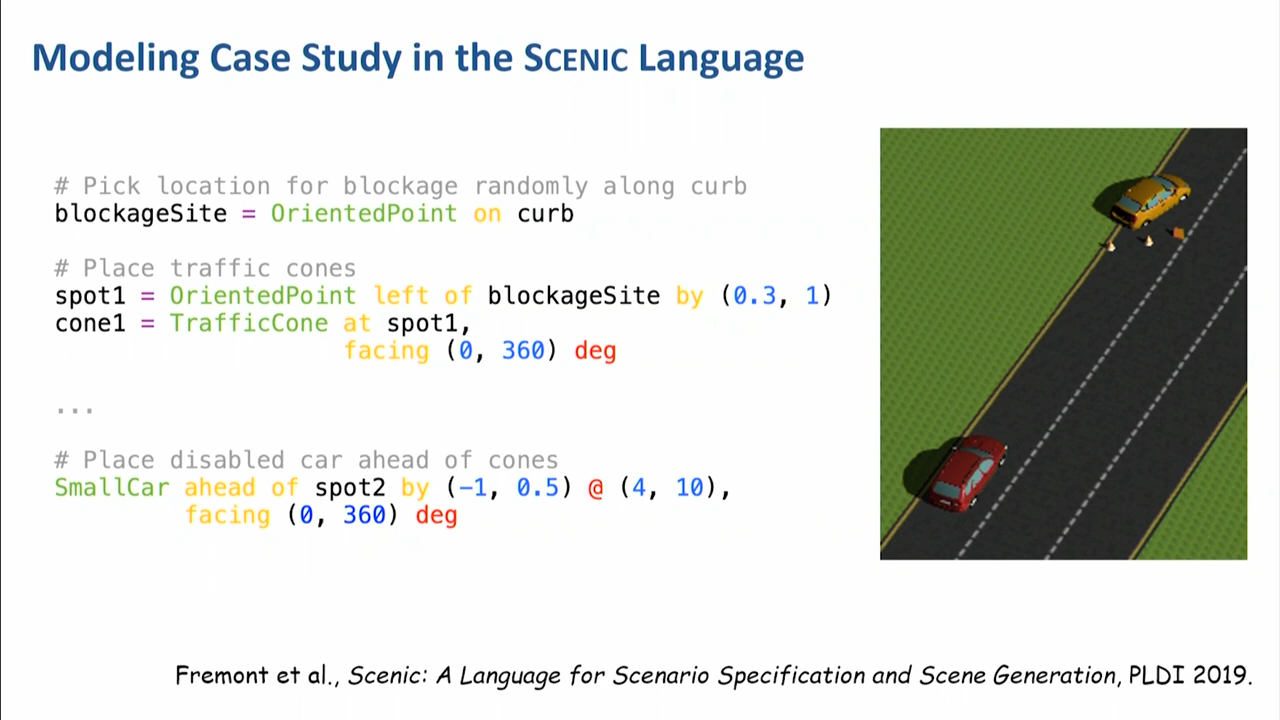 Modeling Case Study in the SCENIC Language
# Pick location for blockage randomly along curb
blockageSite = OrientedPoint on curb
# Place traffic cones
spot1 = OrientedPoint left of blockageSite by (0.3, 1)
cone1 = TrafficCone at spot1,
facing (0, 360) deg
...
# Place disabled car ahead of cones
SmallCar ahead of spot2 by (-1, 0.5) @ (4, 10),
facing (0, 360) deg
Fremont et al., Scenic: A Language for Scenario Specification and Scene Generation, PLDI 2019.